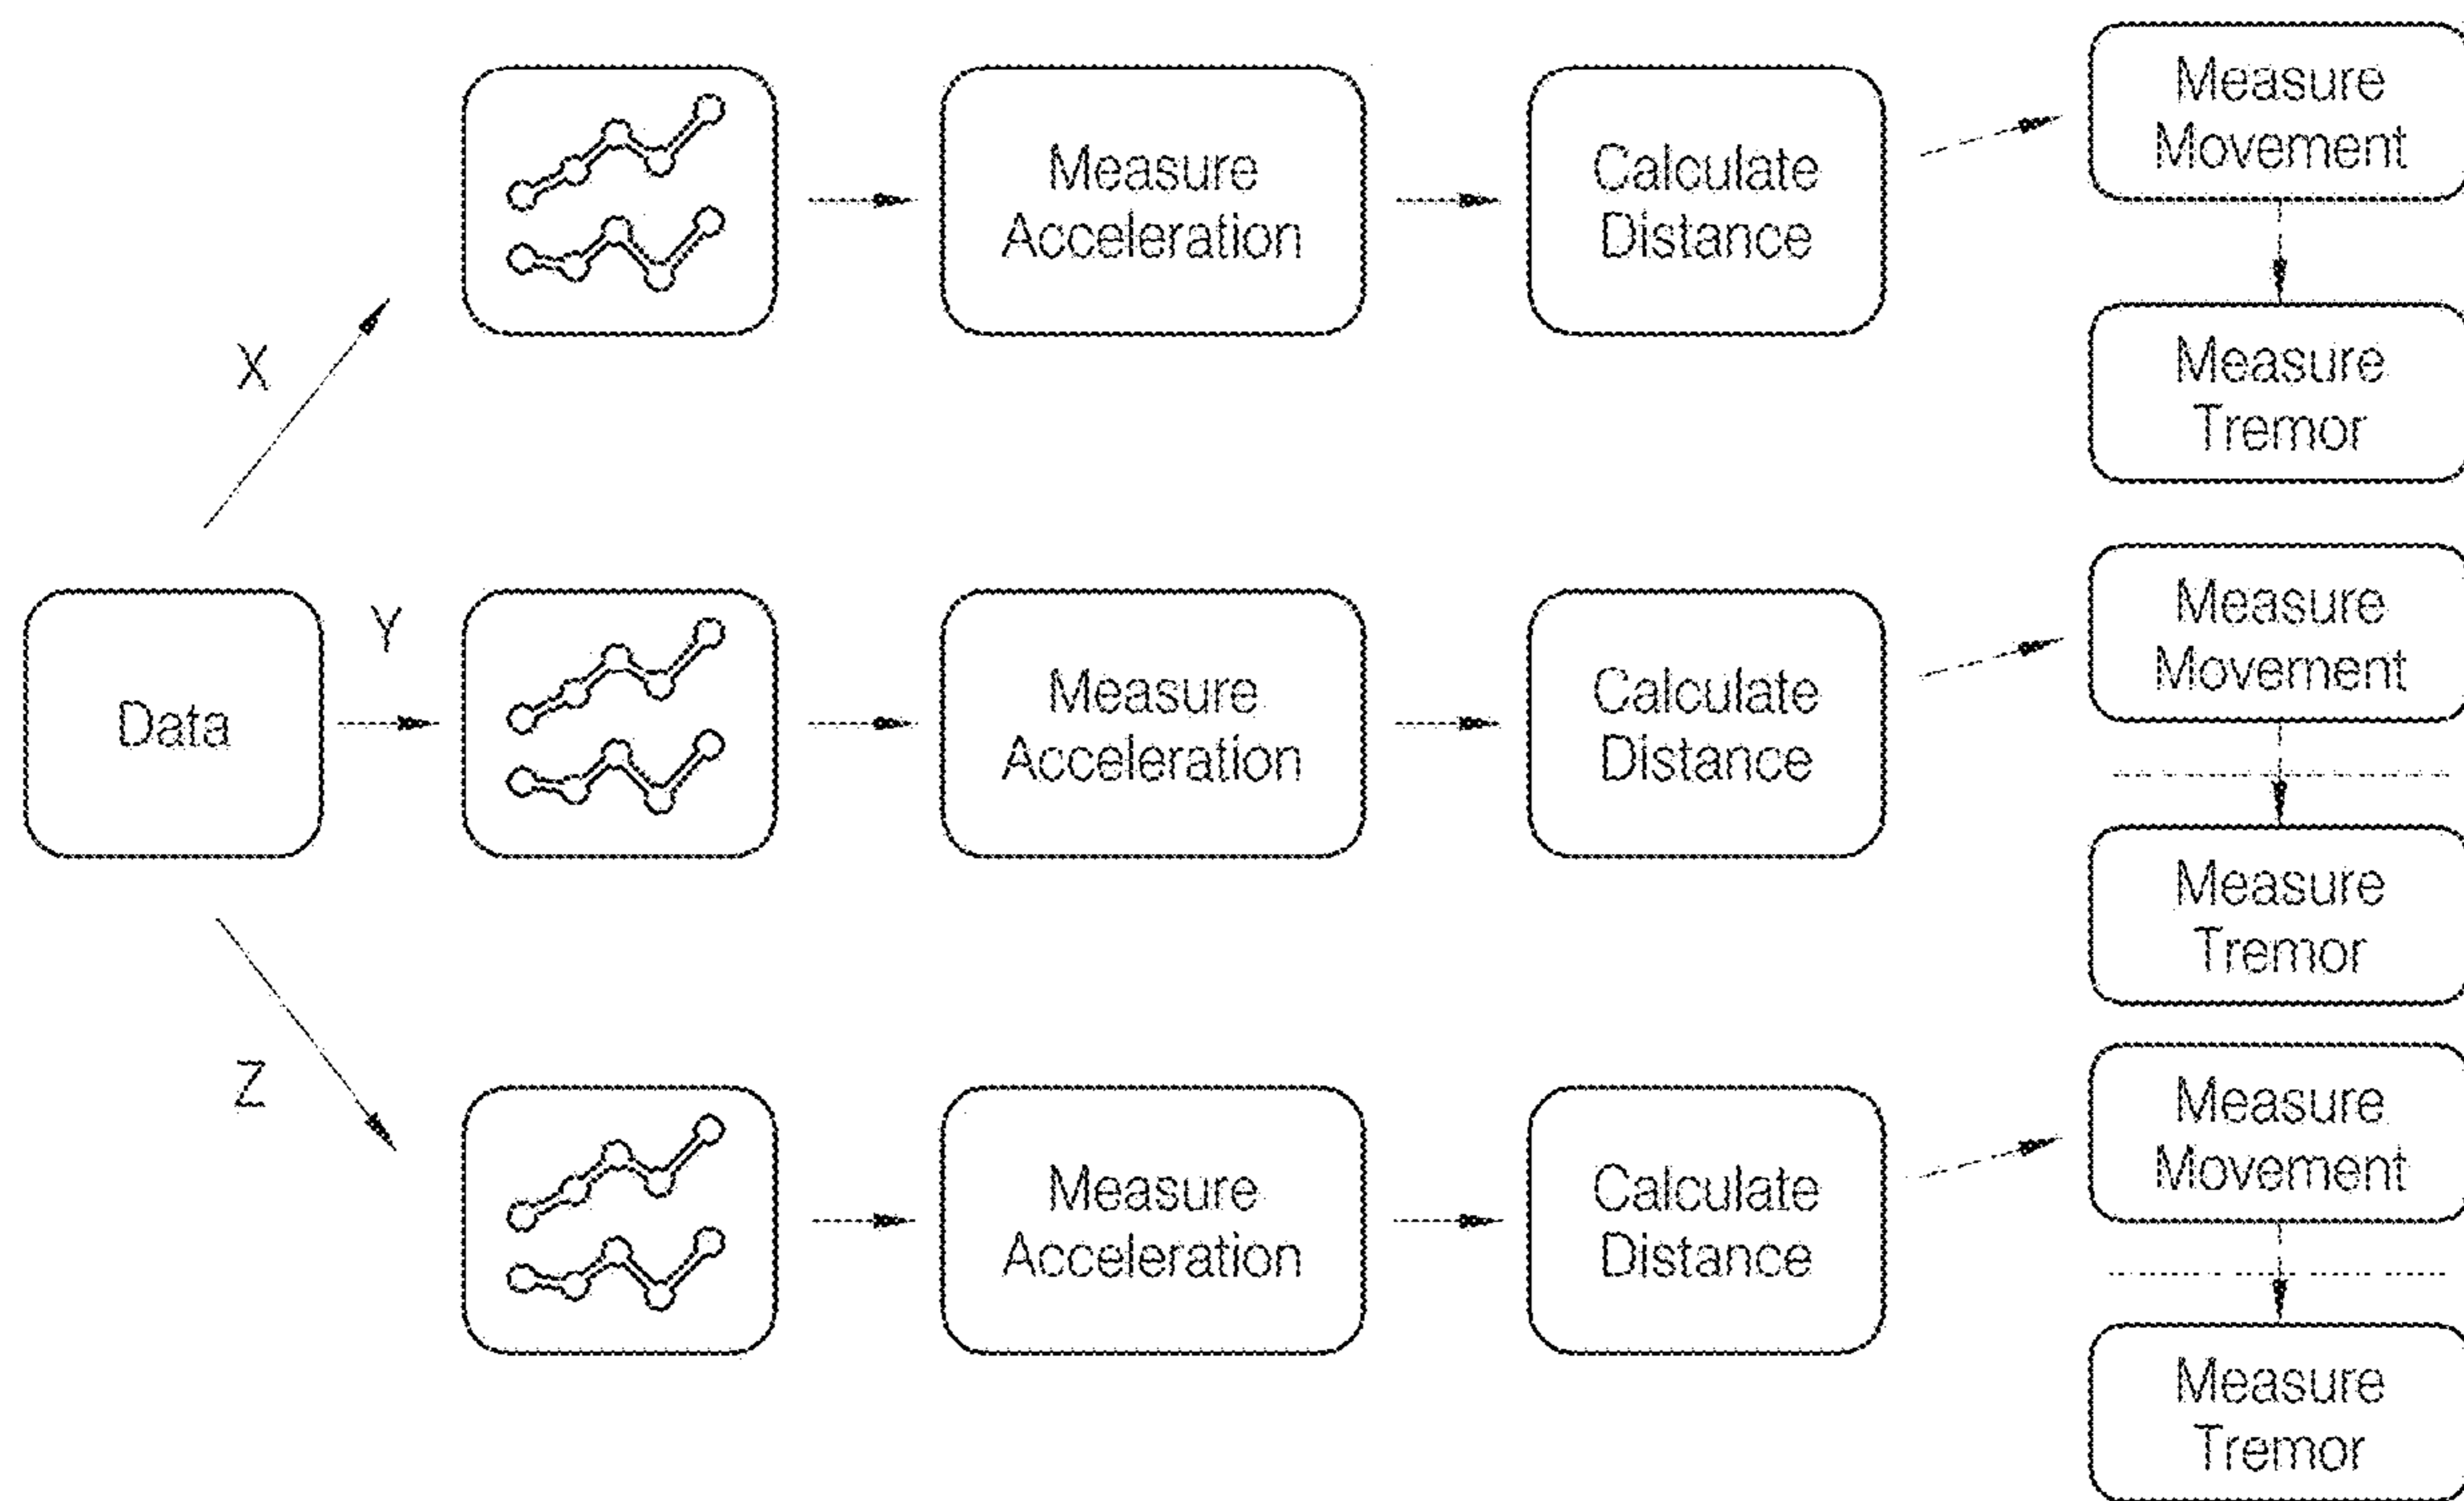 Measure
Movement
Measure
Acceleration
Calculate
Distance
X
Measure
Tremor
Y
Measure
Movement
Data
Measure
Acceleration
Calculate
Distance
Measure
Tremor
Z
Measure
Movement
Measure
Acceleration
Calculate
Distance
Measure
Tremor